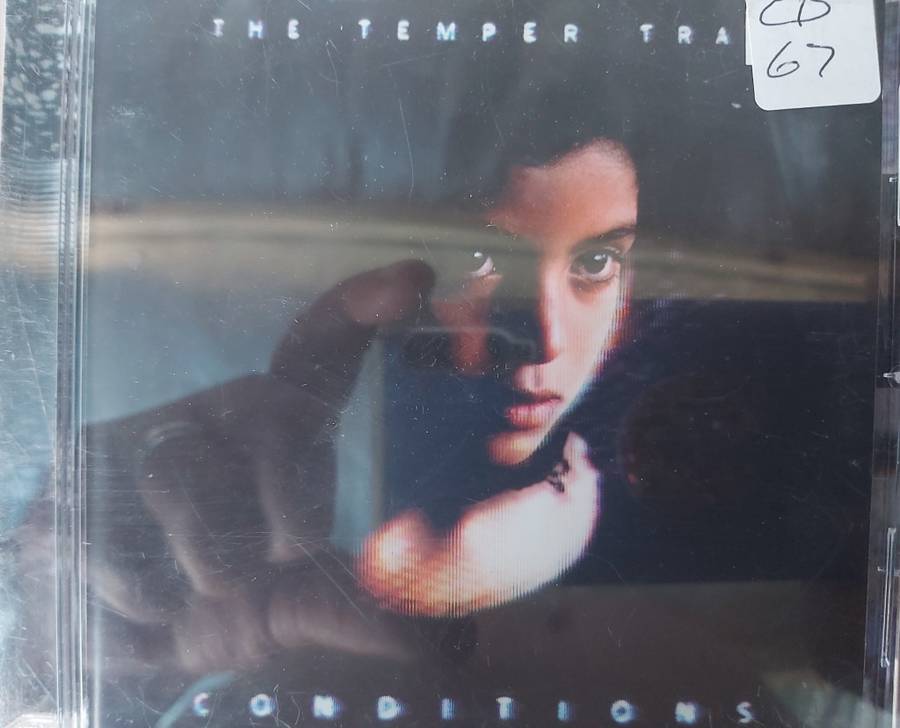 THE TEMPER TRA
CD
67
CONDITIONS